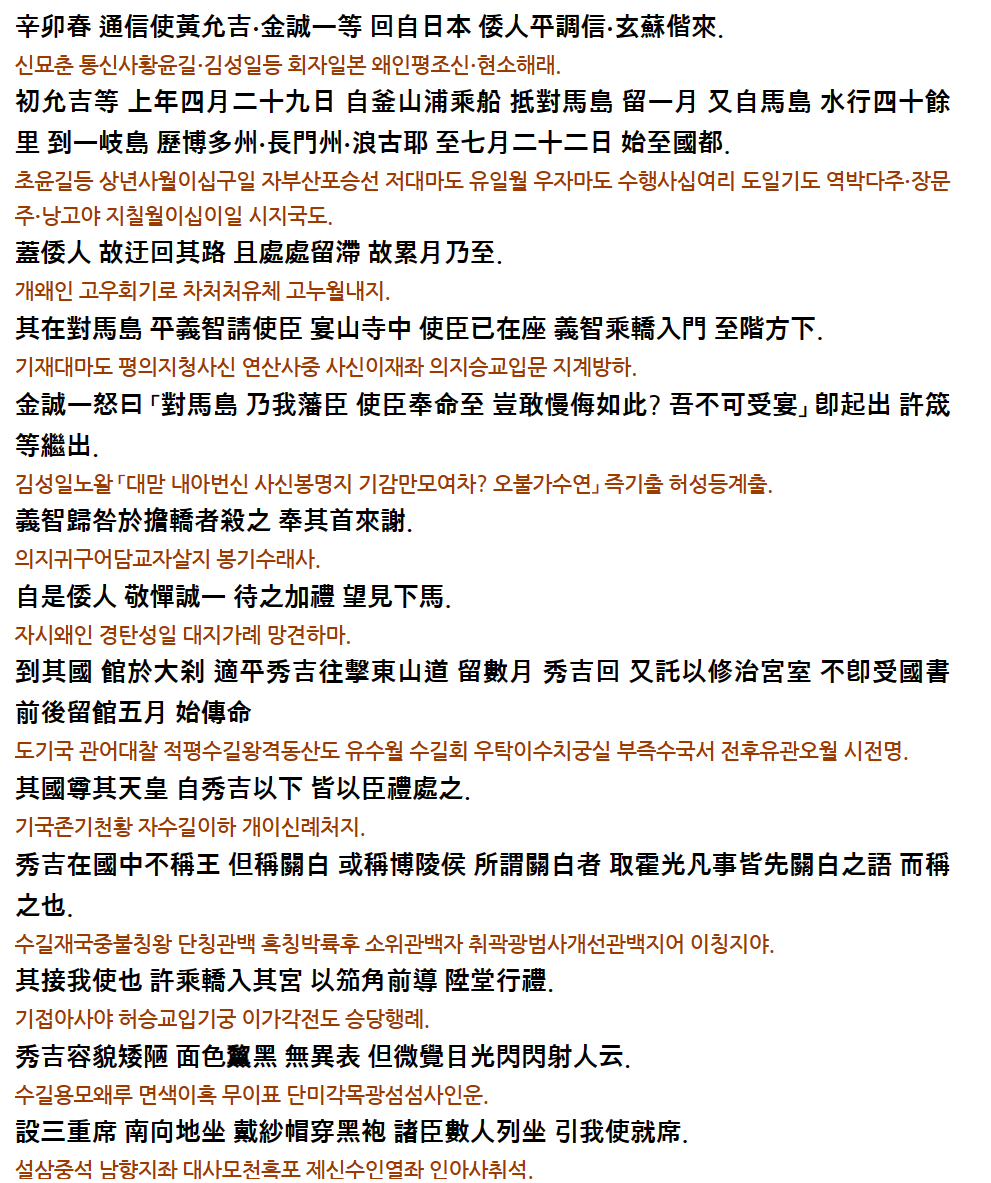 辛卯春 通信使黃允吉·金誠一等 回自日本 倭人平調信·玄蘇偕來.
신묘춘 통신사황윤길·김성일등 회자일본 왜인평조신·현소해래.
初允吉等 上年四月二十九日 自釜山浦乘船 抵對馬島 留一月 又自馬島 水行四十餘
里 到一岐島 歷博多州·長門州·浪古耶 至七月二十二日 始至國都.
초윤길등 상년사월이십구일 자부산포승선 저대마도 유일월 우자마도 수행사십여리 도일기도 역박다주·장문
주·낭고야 지칠월이십이일 시지국도.
蓋倭人 故迂回其路 且處處留滯 故累月乃至.
개왜인 고우회기로 차처처유체 고누월내지.
其在對馬島 平義智請使臣 宴山寺中 使臣已在座 義智乘轎入門 至階方下.
기재대마도 평의지청사신 연산사중 사신이재좌 의지승교입문 지계방하.
金誠一怒曰「對馬島 乃我藩臣 使臣奉命至 豈敢慢侮如此? 吾不可受宴」卽起出 許筬
等繼出.
김성일노왈「대맏 내아번신 사신봉명지 기감만모여차? 오불가수연」즉기출 허성등계출.
義智歸咎於擔轎者殺之 奉其首來謝.
의지귀구어담교자살지 봉기수래사.
自是倭人 敬憚誠一 待之加禮 望見下馬.
자시왜인 경탄성일 대지가례 망견하마.
到其國 館於大刹 適平秀吉往擊東山道 留數月 秀吉回 又託以修治宮室 不卽受國書
前後留館五月 始傳命
도기국 관어대찰 적평수길왕격동산도 유수월 수길회 우탁이수치궁실 부즉수국서 전후유관오월 시전명.
其國尊其天皇 自秀吉以下 皆以臣禮處之.
기국존기천황 자수길이하 개이신례처지.
秀吉在國中不稱王 但稱關白 或稱博陵侯 所謂關白者 取霍光凡事皆先關白之語 而稱
之也.
수길재국중불칭왕 단칭관백 혹칭박륙후 소위관백자 취곽광범사개선관백지어 이칭지야.
其接我使也 許乘轎入其宮 以笳角前導 陞堂行禮.
기접아사야 허승교입기궁 이가각전도 승당행례.
秀吉容貌矮陋 面色黧黑 無異表 但微覺目光閃閃射人云.
수길용모왜루 면색이흑 무이표 단미각목광섬섬사인운.
設三重席 南向地坐 戴紗帽穿黑袍 諸臣數人列坐 引我使就席.
설삼중석 남향지좌 대사모천흑포 제신수인열좌 인아사취석.